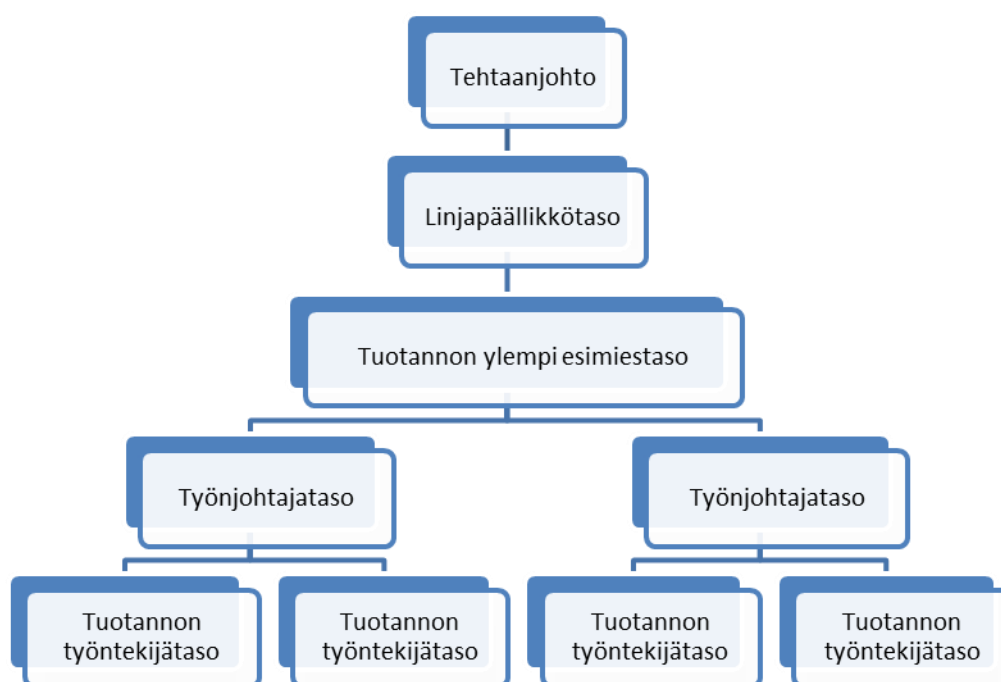 Tehtaanjohto
Linjapäällikkötaso
Tuotannon ylempi esimiestaso
Työnjohtajataso
Työnjohtajataso
Tuotannon
työntekijätaso
Tuotannon
työntekijätaso
Tuotannon
työntekijätaso
Tuotannon
työntekijätaso